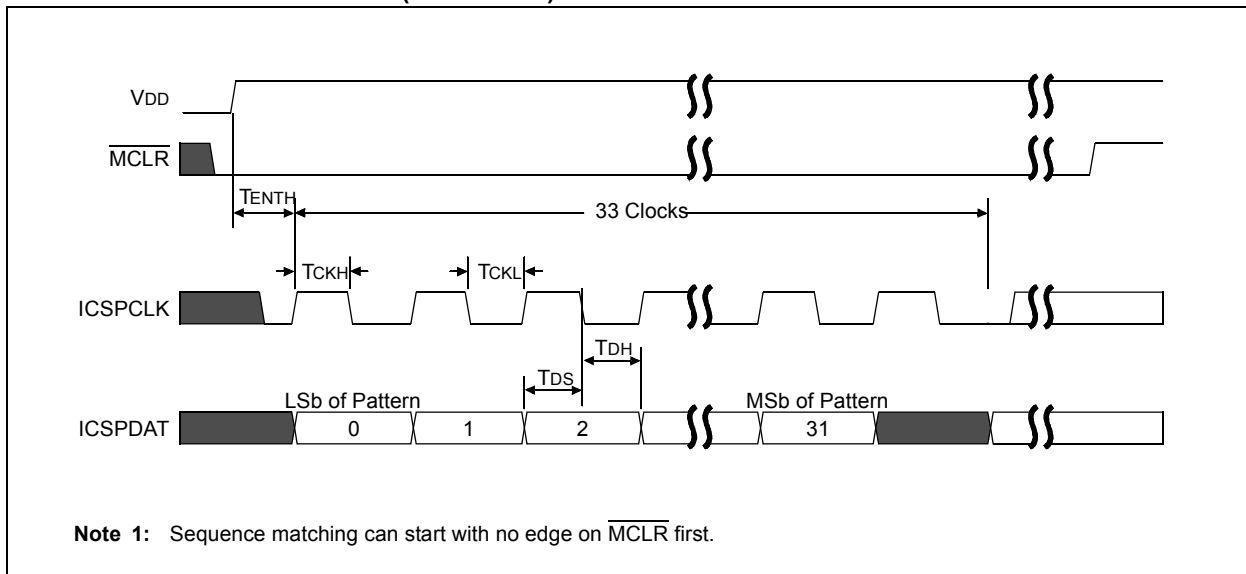 VDD
MCLR
TENTH
33 Clocks
TCKH
TCKL
ICSPCLK
TDH
TDS
LSb of Pattern
MSb of Pattern
ICSPDAT
0
1
2
31
Note 1: Sequence matching can start with no edge on MCLR first.